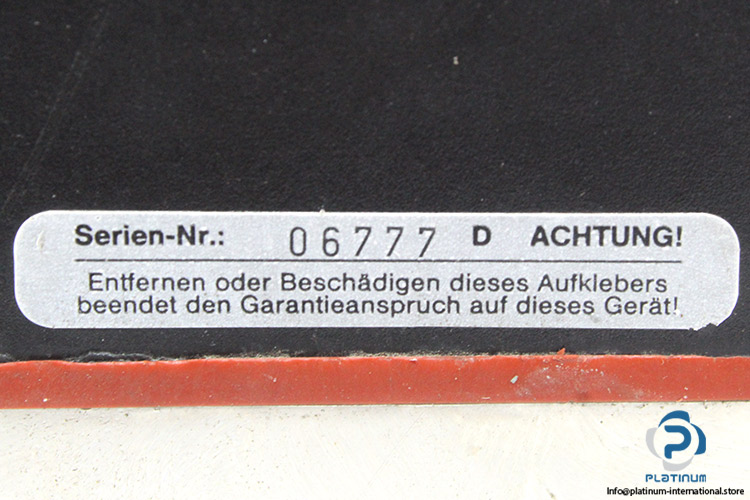 Serien-Nr.: 06777 D ACHTUNG!
Entfernen oder Beschädigen dieses Aufklebers
beendet den Garantieanspruch auf dieses Gerät!
PLATINUM
Info@platinum-international.store